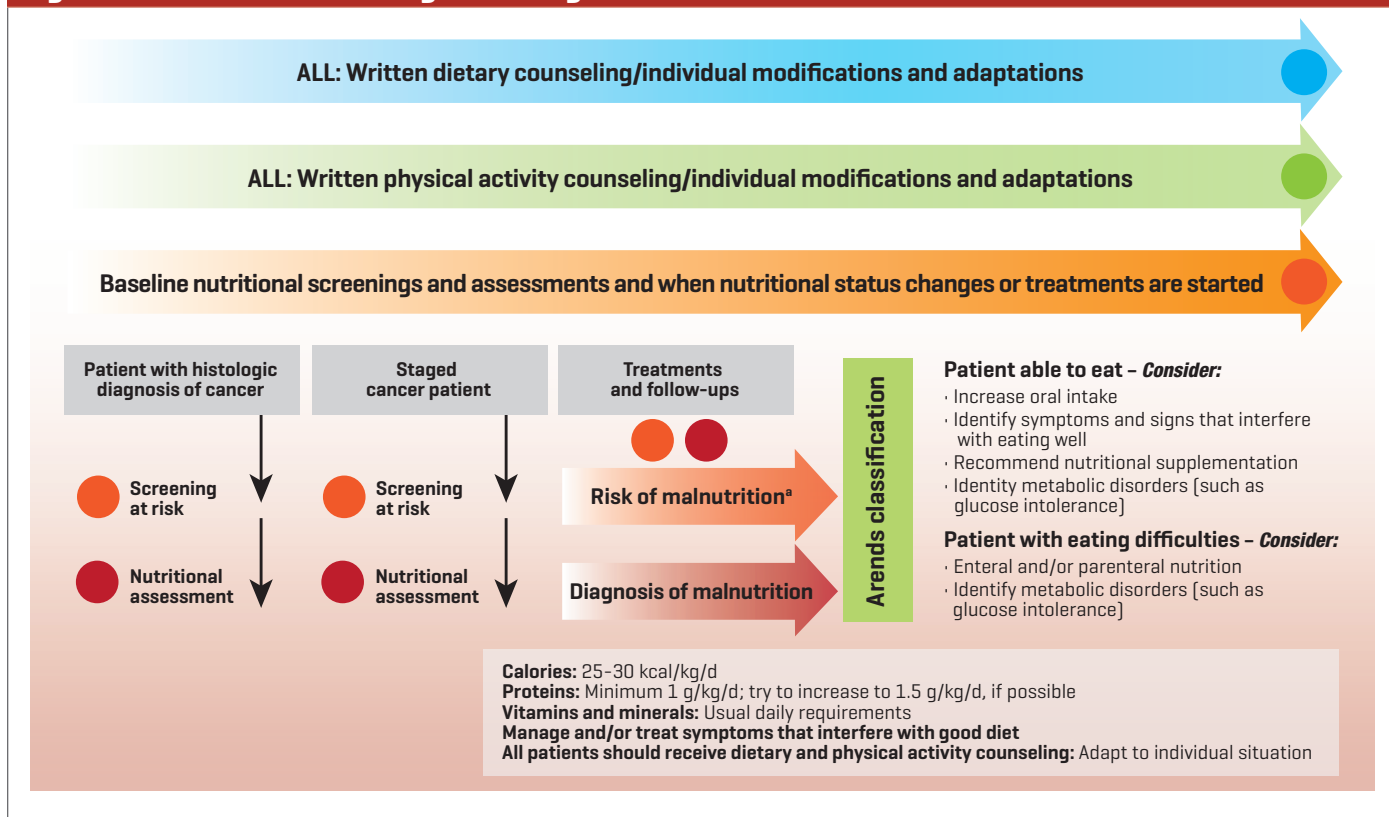 ALL: Written dietary counseling/individual modifications and adaptations
ALL: Written physical activity counseling/individual modifications and adaptations
Baseline nutritional screenings and assessments and when nutritional status changes or treatments are started
Patient with histologic
diagnosis of cancer
Screening
at risk
Nutritional
assessment
Staged
cancer patient
Screening
at risk
Nutritional
assessment
Treatments
and follow-ups
Risk of malnutritionᵃ
Diagnosis of malnutrition
Arends classification
Patient able to eat – Consider:
· Increase oral intake
· Identify symptoms and signs that interfere
with eating well
· Recommend nutritional supplementation
· Identity metabolic disorders (such as
glucose intolerance)
Patient with eating difficulties – Consider:
· Enteral and/or parenteral nutrition
· Identify metabolic disorders (such as
glucose intolerance)
Calories: 25-30 kcal/kg/d
Proteins: Minimum 1 g/kg/d; try to increase to 1.5 g/kg/d, if possible
Vitamins and minerals: Usual daily requirements
Manage and/or treat symptoms that interfere with good diet
All patients should receive dietary and physical activity counseling: Adapt to individual situation